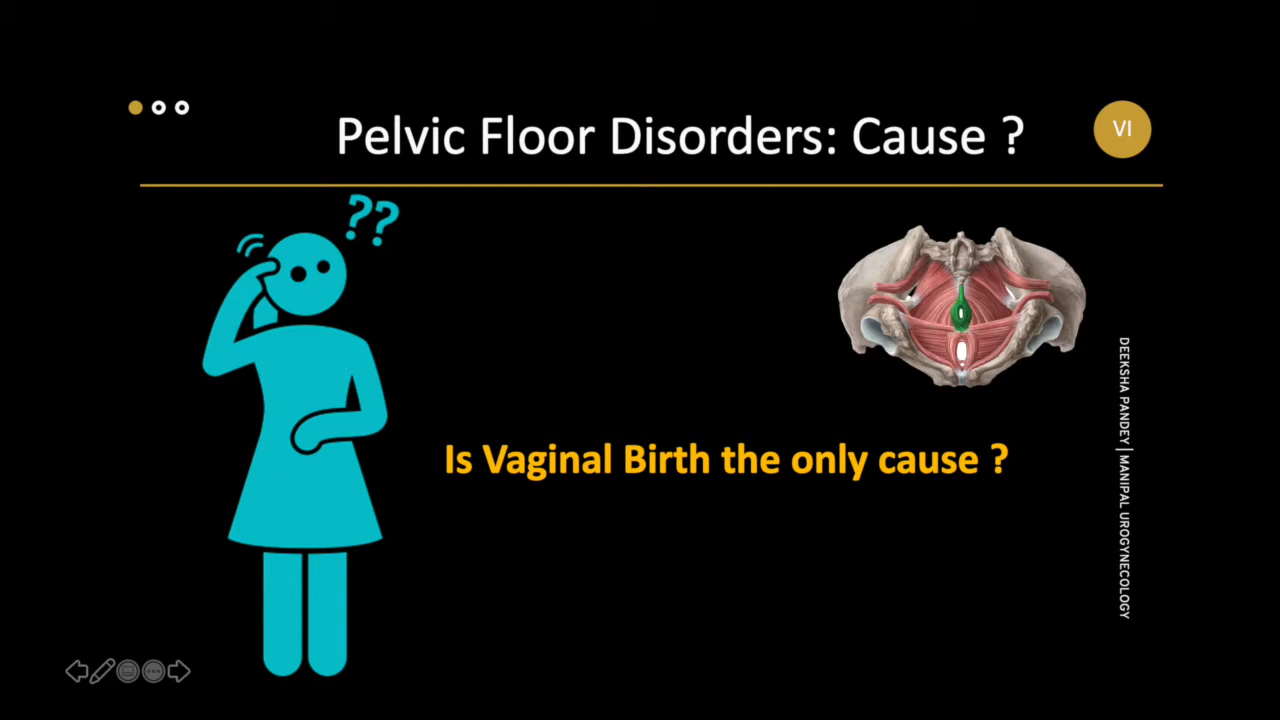 Pelvic Floor Disorders: Cause ?
VI
??
Is Vaginal Birth the only cause ?
DEEKSHA PANDEY | MANIPAL UROGYNECOLOGY